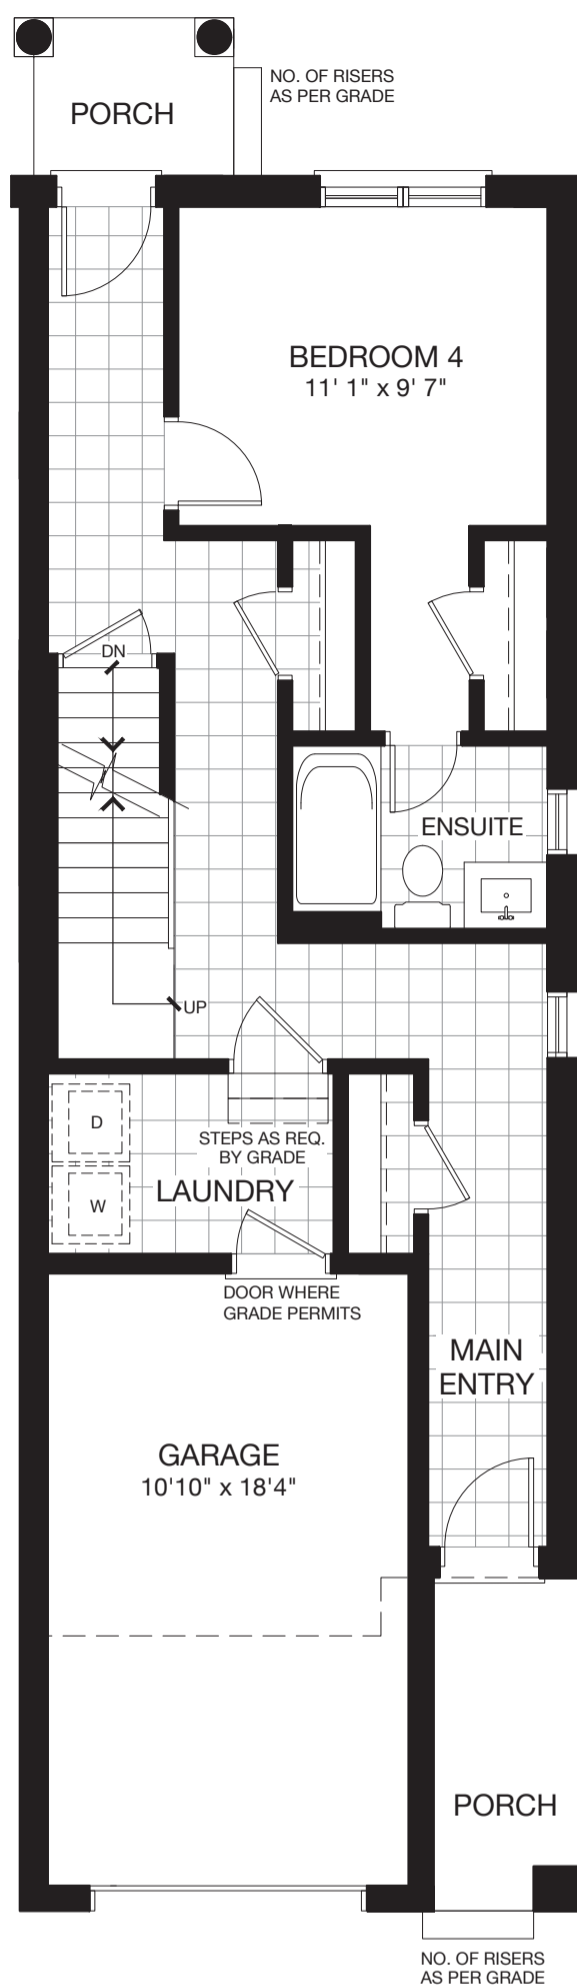 NO. OF RISERS
AS PER GRADE
PORCH
BEDROOM 4
11' 1" x 9' 7"
DN
ENSUITE
UP
D
STEPS AS REQ.
BY GRADE
LAUNDRY
W
DOOR WHERE
GRADE PERMITS
MAIN
ENTRY
GARAGE
10'10" x 18'4"
PORCH
NO. OF RISERS
AS PER GRADE